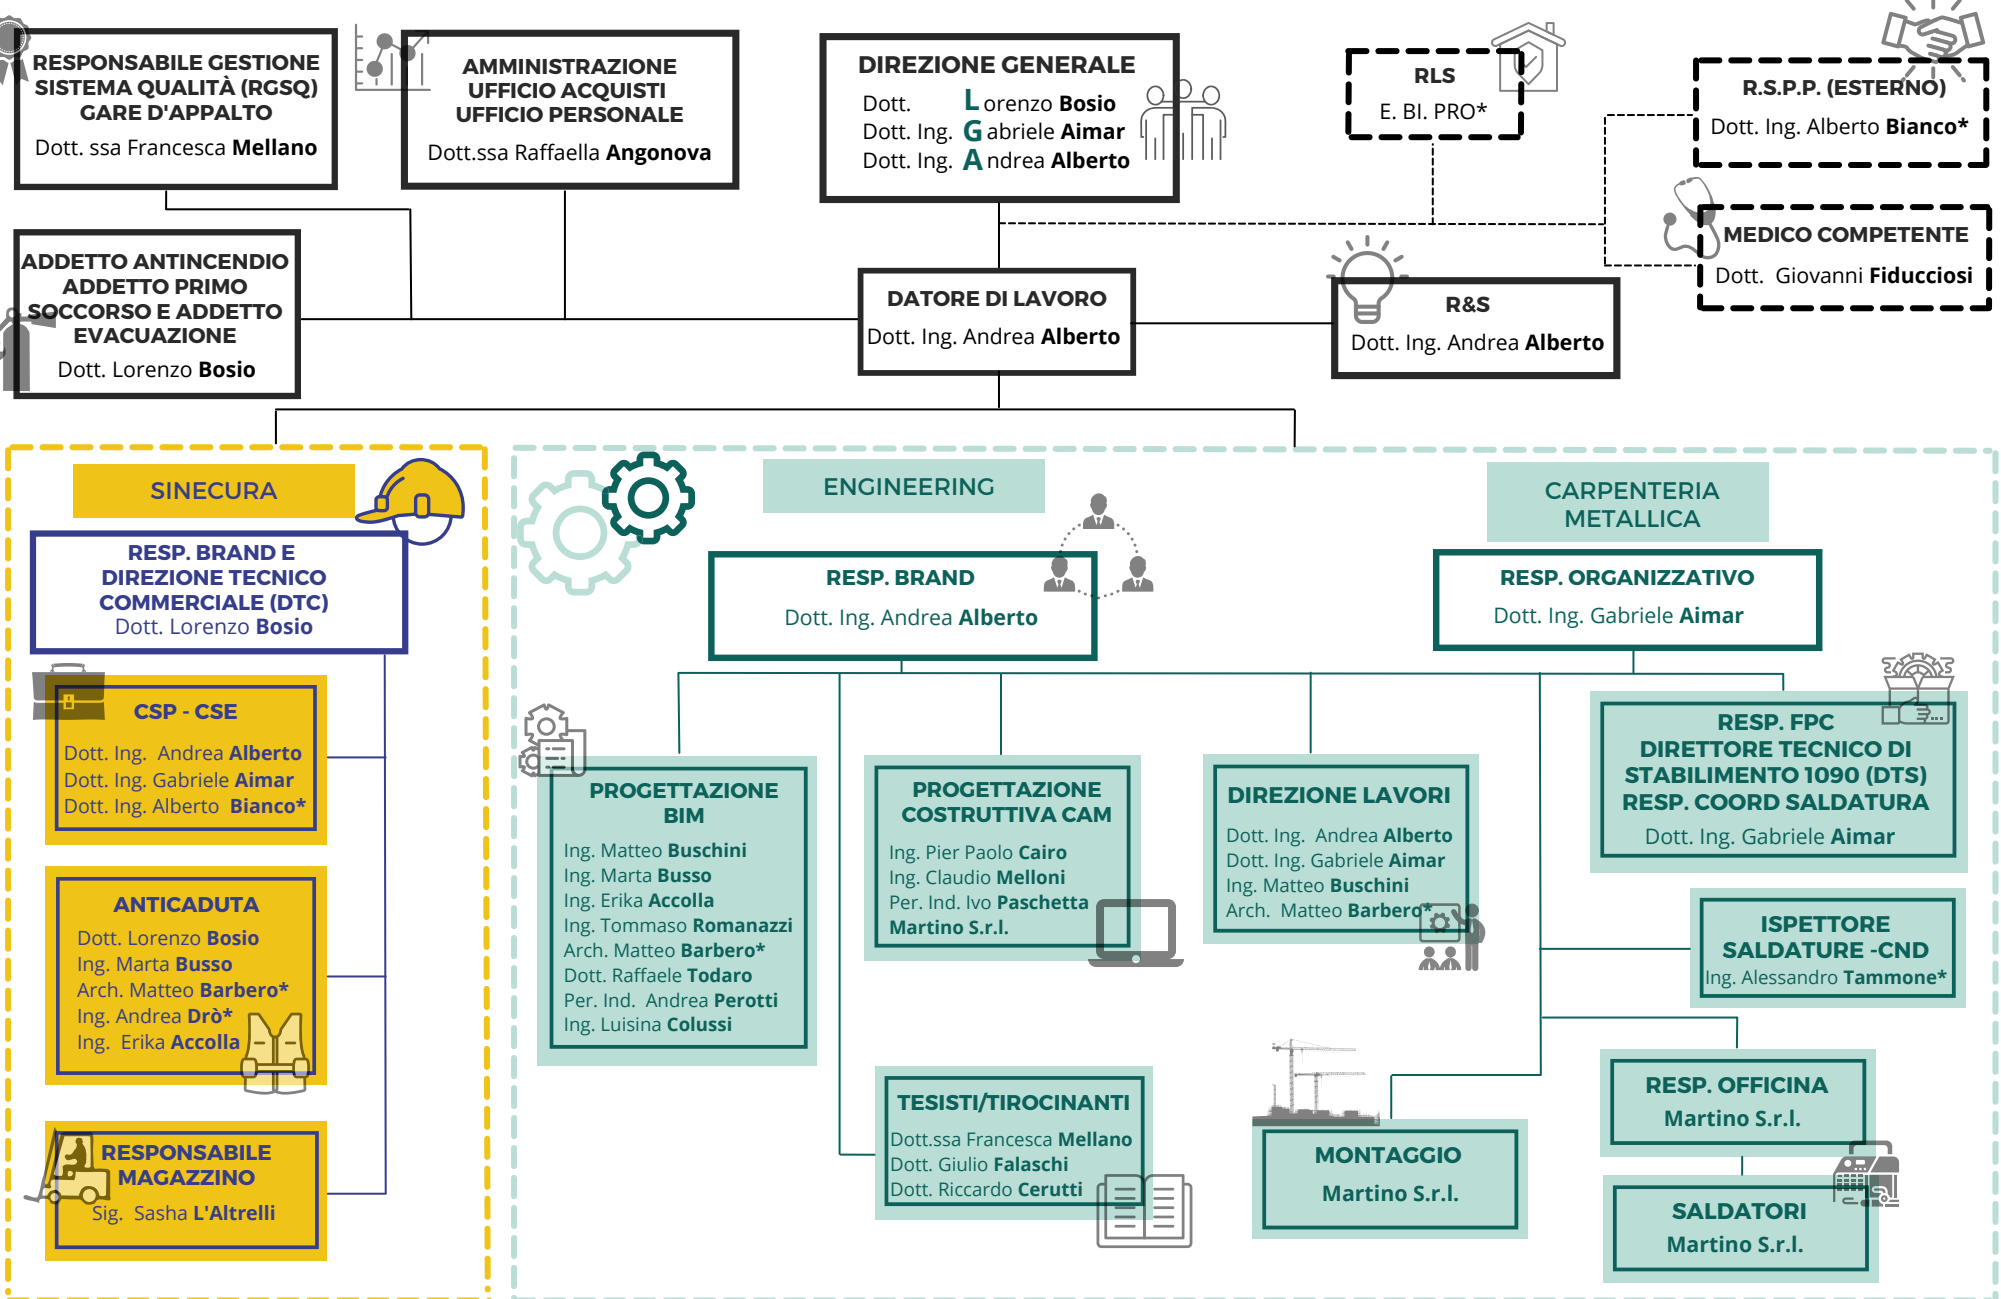 RESPONSABILE GESTIONE
SISTEMA QUALITÀ (RGSQ)
GARE D'APPALTO
Dott. ssa Francesca Mellano
AMMINISTRAZIONE
UFFICIO ACQUISTI
UFFICIO PERSONALE
Dott.ssa Raffaella Angonova
DIREZIONE GENERALE
Dott. Lorenzo Bosio
Dott. Ing. Gabriele Aimar
Dott. Ing. Andrea Alberto
RLS
E. BI. PRO*
R.S.P.P. (ESTERNO)
Dott. Ing. Alberto Bianco*
MEDICO COMPETENTE
Dott. Giovanni Fiducciosi
ADDETTO ANTINCENDIO
ADDETTO PRIMO
SOCCORSO E ADDETTO
EVACUAZIONE
Dott. Lorenzo Bosio
DATORE DI LAVORO
Dott. Ing. Andrea Alberto
R&S
Dott. Ing. Andrea Alberto
SINECURA
RESP. BRAND E
DIREZIONE TECNICO
COMMERCIALE (DTC)
Dott. Lorenzo Bosio
CSP - CSE
Dott. Ing. Andrea Alberto
Dott. Ing. Gabriele Aimar
Dott. Ing. Alberto Bianco*
ANTICADUTA
Dott. Lorenzo Bosio
Ing. Marta Busso
Arch. Matteo Barbero*
Ing. Andrea Drò*
Ing. Erika Accolla
RESPONSABILE
MAGAZZINO
Sig. Sasha L'Altrelli
ENGINEERING
RESP. BRAND
Dott. Ing. Andrea Alberto
CARPENTERIA
METALLICA
RESP. ORGANIZZATIVO
Dott. Ing. Gabriele Aimar
PROGETTAZIONE
BIM
Ing. Matteo Buschini
Ing. Marta Busso
Ing. Erika Accolla
Ing. Tommaso Romanazzi
Arch. Matteo Barbero*
Dott. Raffaele Todaro
Per. Ind. Andrea Perotti
Ing. Luisina Colussi
PROGETTAZIONE
COSTRUTTIVA CAM
Ing. Pier Paolo Cairo
Ing. Claudio Melloni
Per. Ind. Ivo Paschetta
Martino S.r.l.
DIREZIONE LAVORI
Dott. Ing. Andrea Alberto
Dott. Ing. Gabriele Aimar
Ing. Matteo Buschini
Arch. Matteo Barbero*
RESP. FPC
DIRETTORE TECNICO DI
STABILIMENTO 1090 (DTS)
RESP. COORD SALDATURA
Dott. Ing. Gabriele Aimar
ISPETTORE
SALDATURE -CND
Ing. Alessandro Tammone*
TESISTI/TIROCINANTI
Dott.ssa Francesca Mellano
Dott. Giulio Falaschi
Dott. Riccardo Cerutti
MONTAGGIO
Martino S.r.l.
RESP. OFFICINA
Martino S.r.l.
SALDATORI
Martino S.r.l.